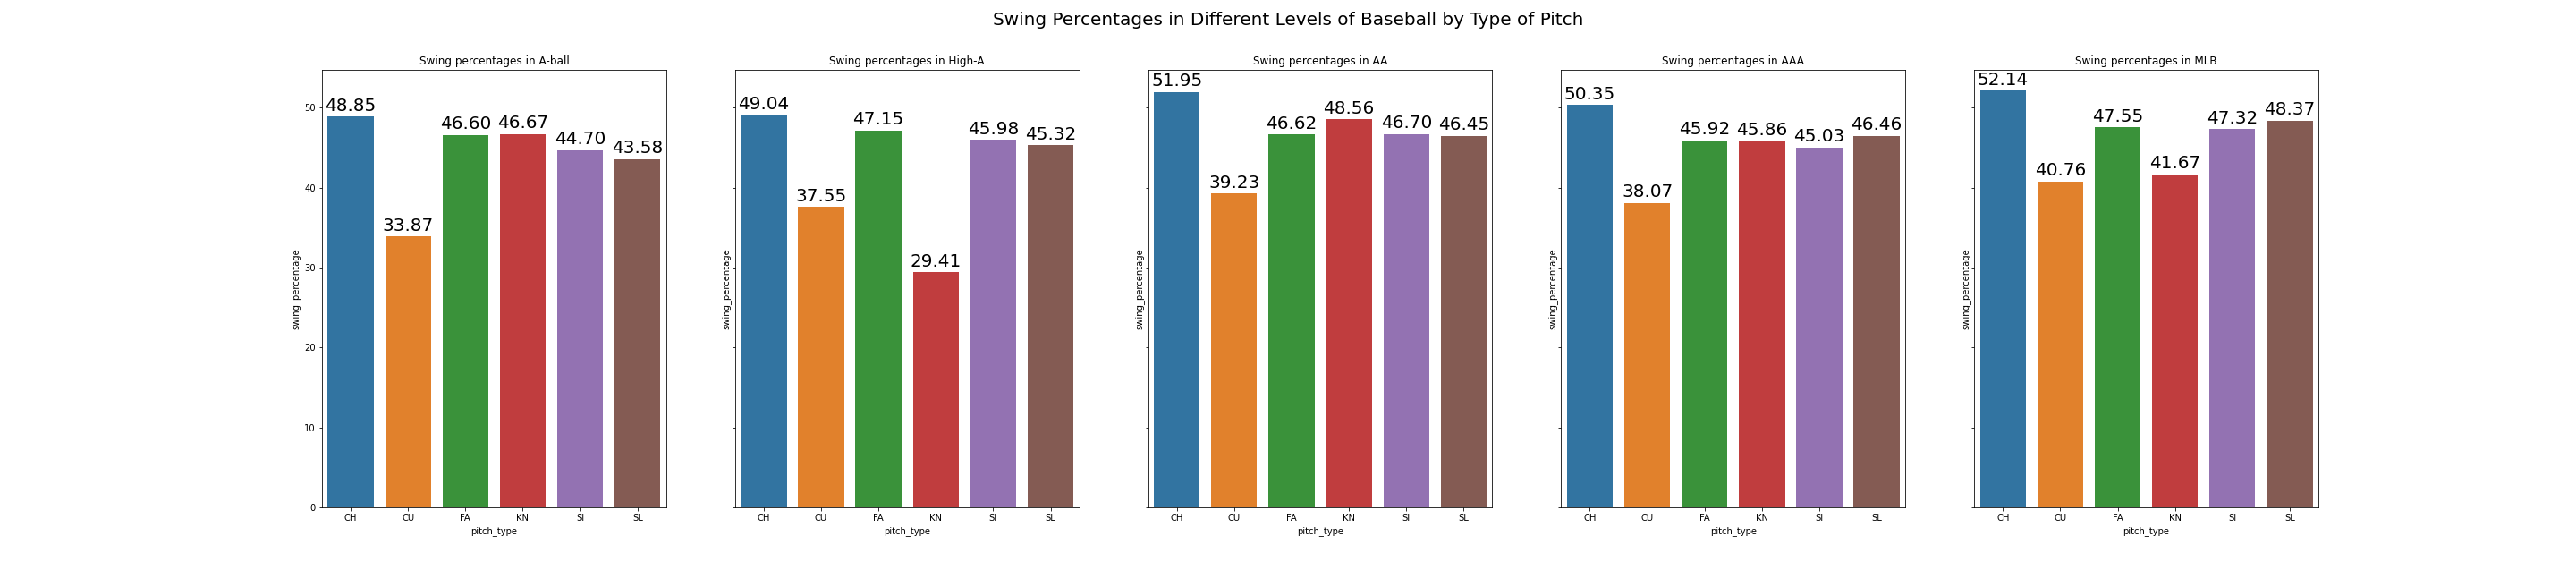 Swing Percentages in Different Levels of Baseball by Type of Pitch
Swing percentages in A-ball
swing_percentage
50
40
30
20
10
0
48.85
33.87
46.60
46.67
44.70
43.58
CH CU FA KN SI SL
pitch_type
Swing percentages in High-A
swing_percentage
49.04
37.55
47.15
29.41
45.98
45.32
CH CU FA KN SI SL
pitch_type
Swing percentages in AA
swing_percentage
51.95
39.23
46.62
48.56
46.70
46.45
CH CU FA KN SI SL
pitch_type
Swing percentages in AAA
swing_percentage
50.35
38.07
45.92
45.86
45.03
46.46
CH CU FA KN SI SL
pitch_type
Swing percentages in MLB
swing_percentage
52.14
40.76
47.55
41.67
47.32
48.37
CH CU FA KN SI SL
pitch_type